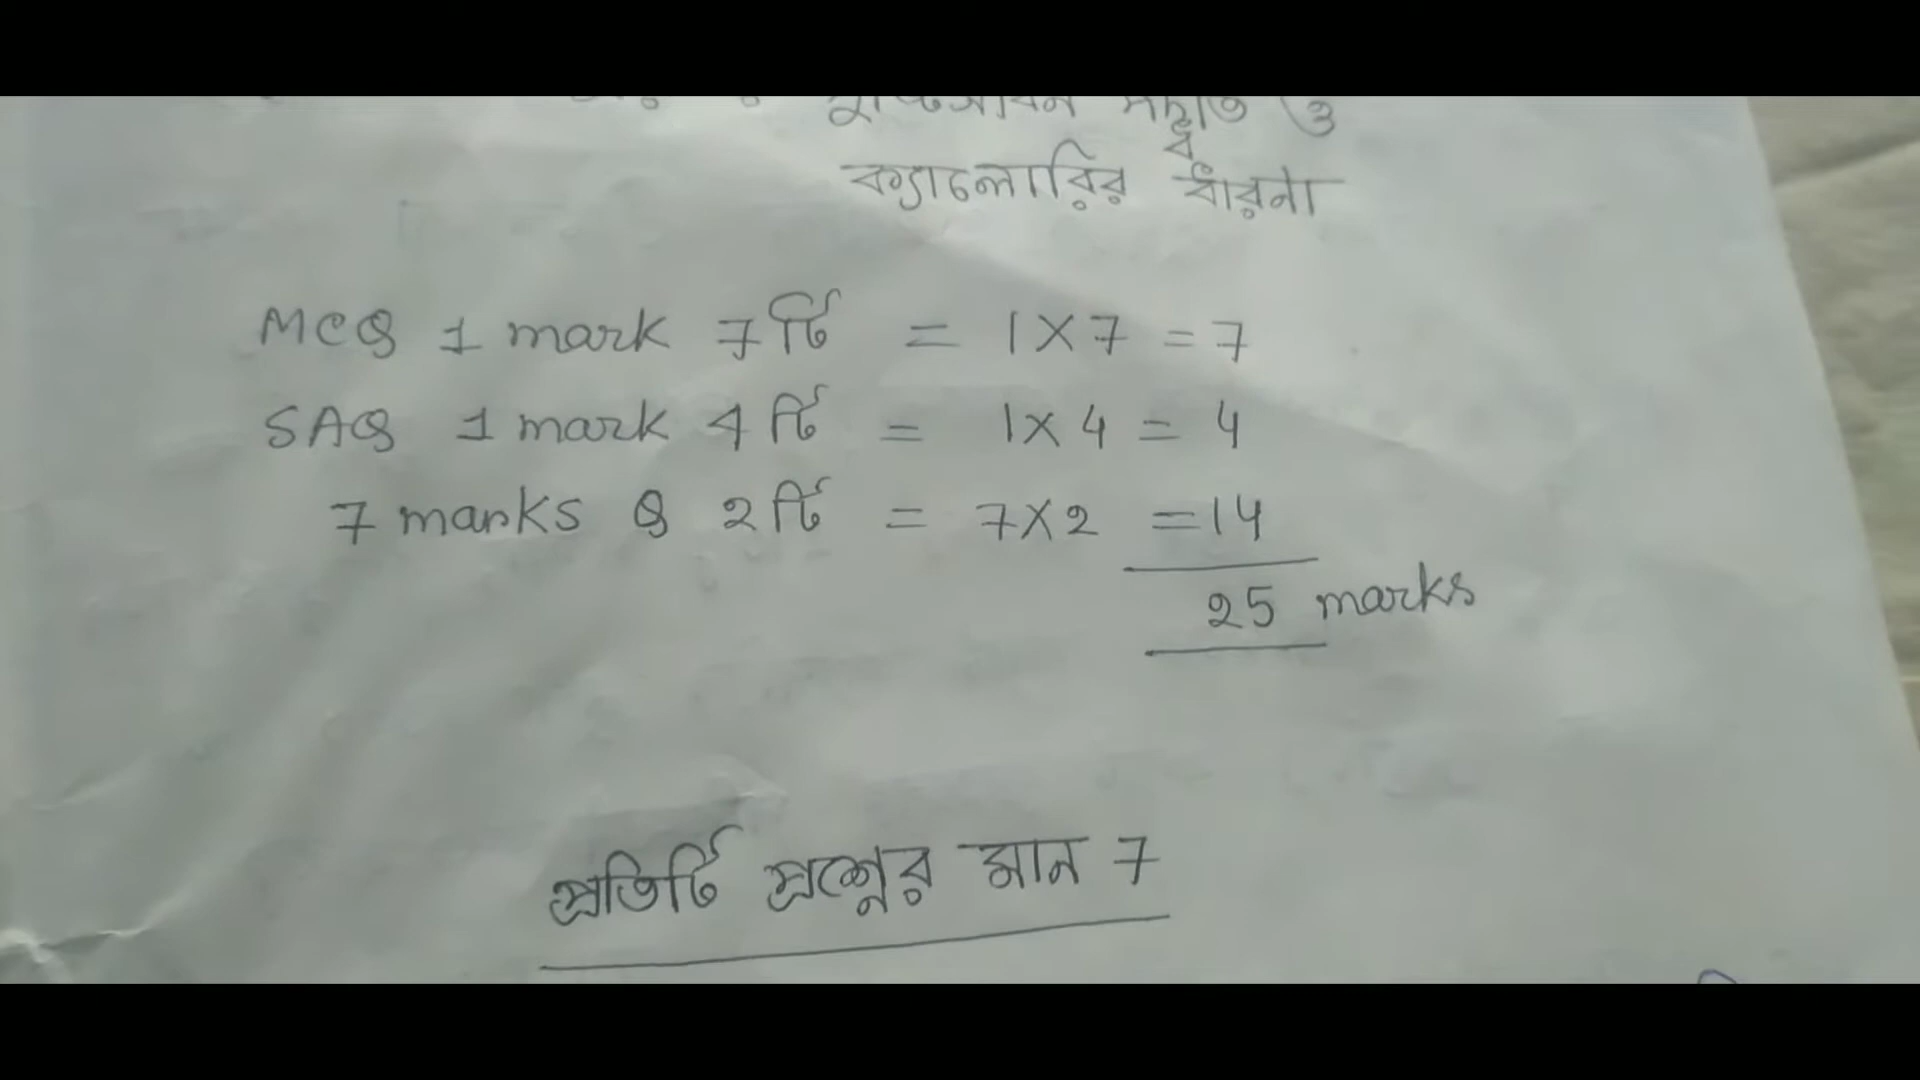 ও
ক্যালোরির ধারনা
MCQ 1 mark 7টি = 1X7 = 7
SAQ 1 mark 4টি = 1X4 = 4
7 marks Q 2টি = 7X2 = 14
25 marks
প্রতিটি প্রশ্নের মান 7